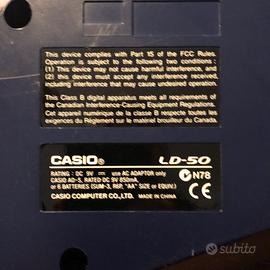 This device complies with Part 15 of the FCC Rules
Operation is subject to the following two conditions:
(1) This device may not cause harmful interference, and
(2) this device must accept any interference received,
including interference that may cause undesired operation.
This Class B digital apparatus meets all requirements of
the Canadian Interference-Causing Equipment Regulations.
Cet appareil numérique de la classe B respecte toutes les
exigences du Règlement sur le matériel brouilleur du Canada.
CASIO® LD-50
RATING: DC 9V ⎓ use AC ADAPTOR ONLY
CASIO AD-5, RATED DC 9V 850mA,
or 6 BATTERIES (SUM-3, R6P, "AA" SIZE or EQUIV.)
CASIO COMPUTER CO.,LTD. MADE IN CHINA
N78
CE
subito